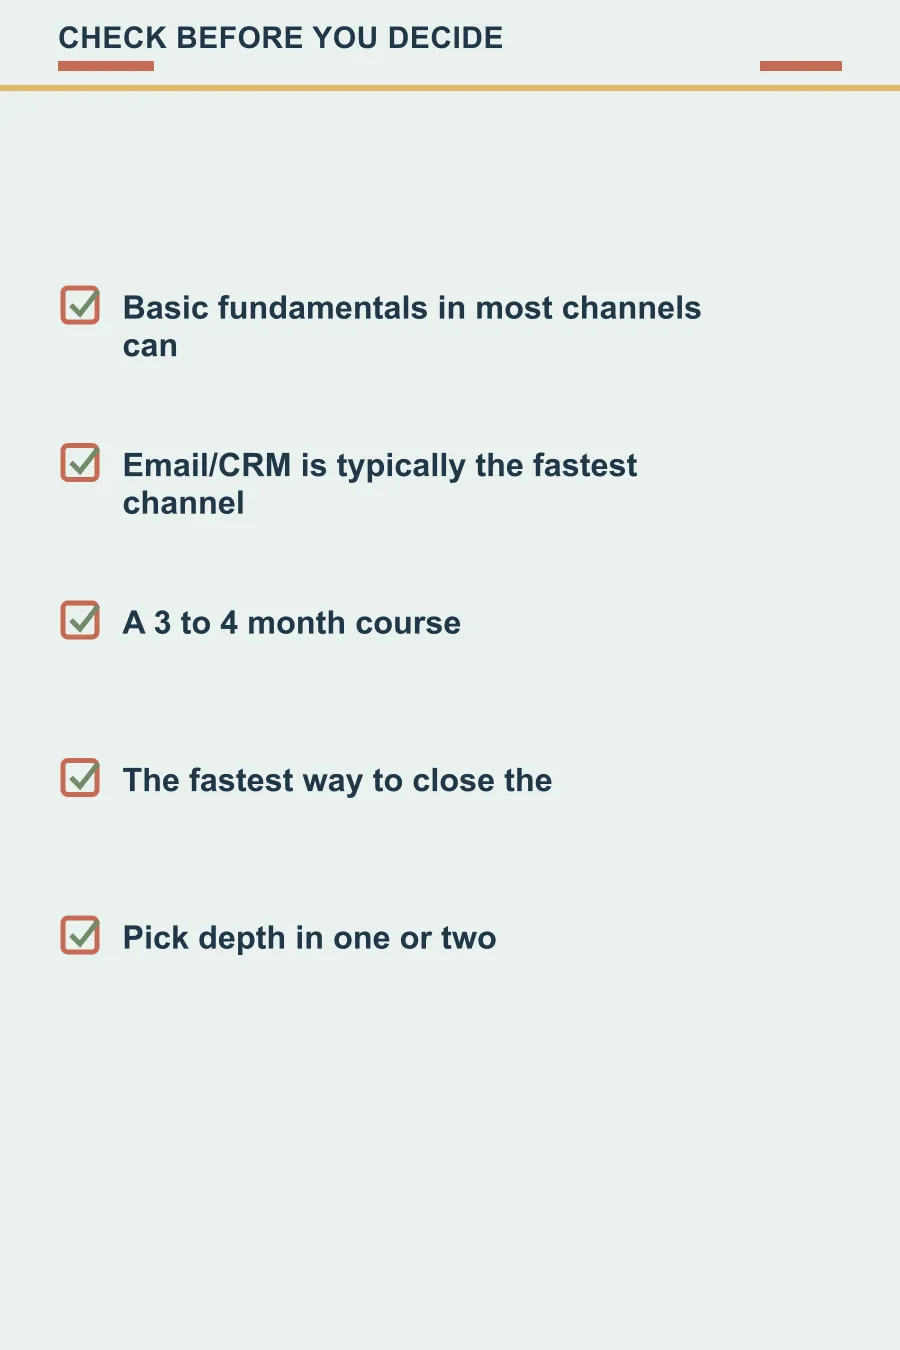 CHECK BEFORE YOU DECIDE
Basic fundamentals in most channels
can
Email/CRM is typically the fastest
channel
A 3 to 4 month course
The fastest way to close the
Pick depth in one or two